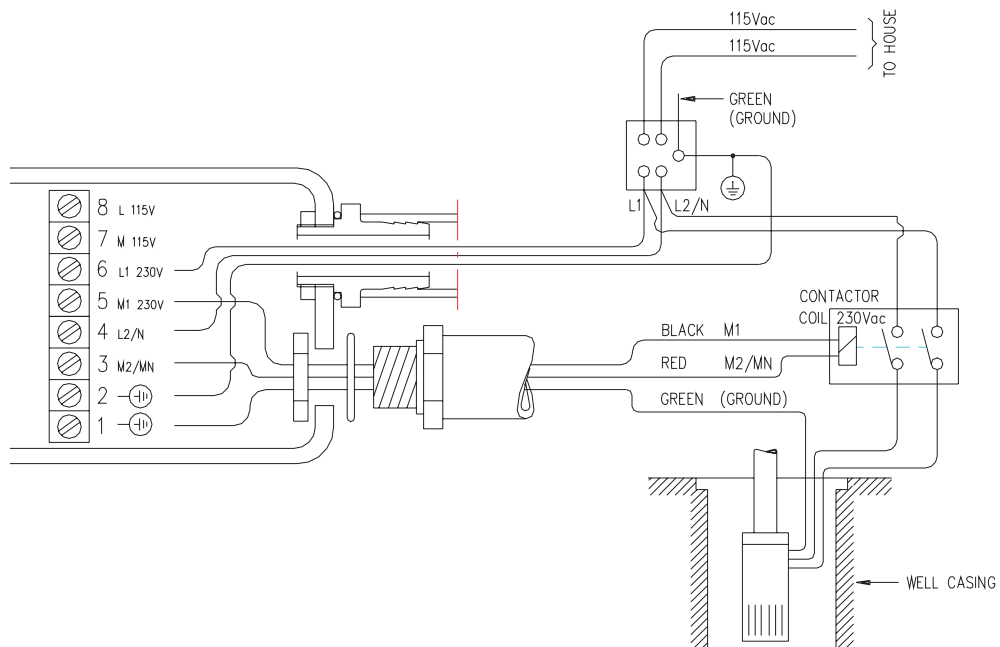 115Vac
115Vac
TO HOUSE
GREEN
(GROUND)
L1
L2/N
8 L 115V
7 M 115V
6 L1 230V
5 M1 230V
4 L2/N
3 M2/MN
2
1
CONTACTOR
COIL 230Vac
BLACK M1
RED M2/MN
GREEN (GROUND)
WELL CASING